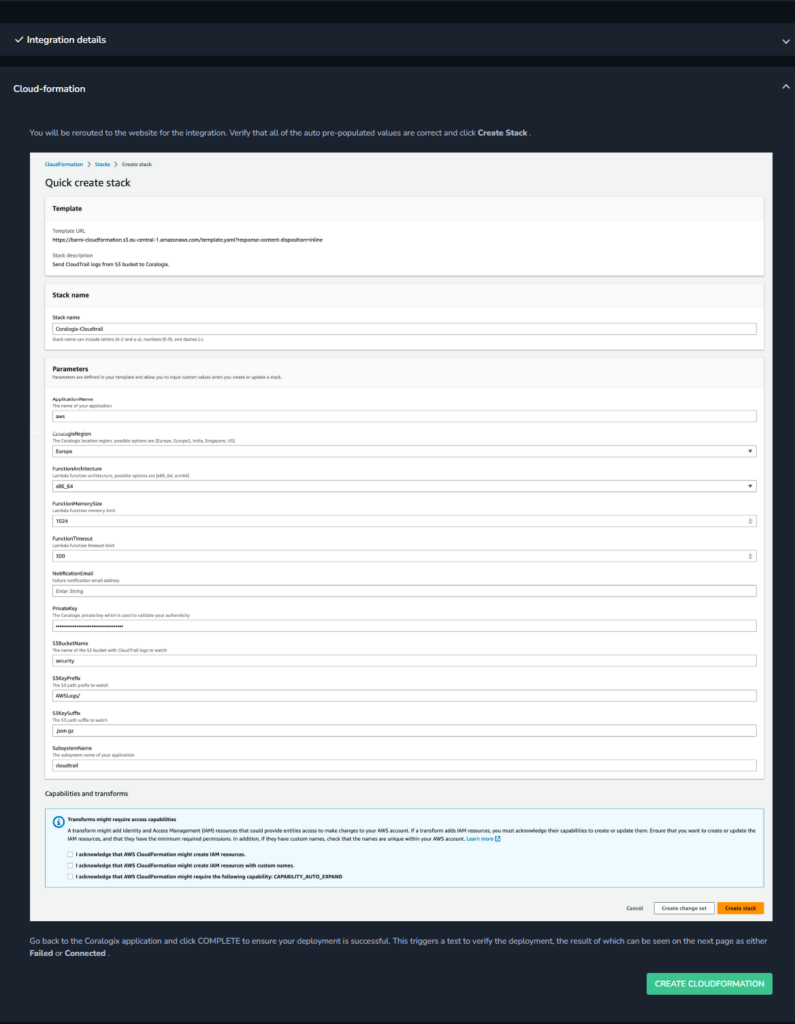 Integration details
Cloud-formation
You will be rerouted to the website for the integration. Verify that all of the auto pre-populated values are correct and click Create Stack .
CloudFormation > Stacks > Create stack
Quick create stack
Template
Template URL
https://barni-cloudformation.s3.eu-central-1.amazonaws.com/template.yaml?response-content-disposition=inline
Stack description
Send CloudTrail logs from S3 bucket to Coralogix.
Stack name
Stack name
Coralogix-Cloudtrail
Stack name can include letters (A-Z and a-z), numbers (0-9), and dashes (-).
Parameters
Parameters are defined in your template and allow you to input custom values when you create or update a stack.
ApplicationName
The name of your application
aws
CoralogixRegion
The Coralogix location region, possible options are [Europe, Europe2, India, Singapore, US]
Europe
FunctionArchitecture
Lambda function architecture, possible options are [x86_64, arm64]
x86_64
FunctionMemorySize
Lambda function memory limit
1024
FunctionTimeout
Lambda function timeout limit
300
NotificationEmail
Failure notification email address
Enter String
PrivateKey
The Coralogix private key which is used to validate your authenticity
S3BucketName
The name of the S3 bucket with CloudTrail logs to watch
security
S3KeyPrefix
The S3 path prefix to watch
AWSLogs/
S3KeySuffix
The S3 path suffix to watch
.json.gz
SubsystemName
The subsystem name of your application
cloudtrail
Capabilities and transforms
Transforms might require access capabilities
A transform might add Identity and Access Management (IAM) resources that could provide entities access to make changes to your AWS account. If a transform adds IAM resources, you must acknowledge their capabilities to create or update them. Ensure that you want to create or update the
IAM resources, and that they have the minimum required permissions. In addition, if they have custom names, check that the names are unique within your AWS account. Learn more
I acknowledge that AWS CloudFormation might create IAM resources.
I acknowledge that AWS CloudFormation might create IAM resources with custom names.
I acknowledge that AWS CloudFormation might require the following capability: CAPABILITY_AUTO_EXPAND
Cancel Create change set Create stack
Go back to the Coralogix application and click COMPLETE to ensure your deployment is successful. This triggers a test to verify the deployment, the result of which can be seen on the next page as either
Failed or Connected .
CREATE CLOUDFORMATION